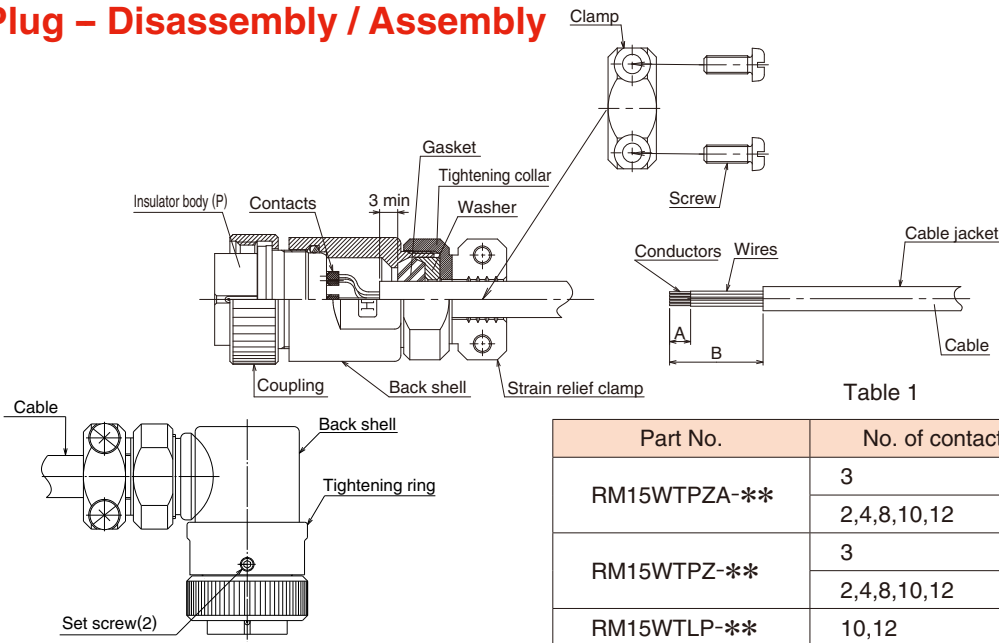 Plug – Disassembly / Assembly
Clamp
Gasket
Tightening collar
Insulator body (P)
Contacts
3 min
Washer
Screw
Conductors
Wires
Cable jacket
A
B
Cable
Coupling
Back shell
Strain relief clamp
Cable
Back shell
Tightening ring
Set screw(2)
Table 1
Part No.
No. of contac
RM15WTPZA-**
3
2,4,8,10,12
RM15WTPZ-**
3
2,4,8,10,12
RM15WTLP-**
10,12